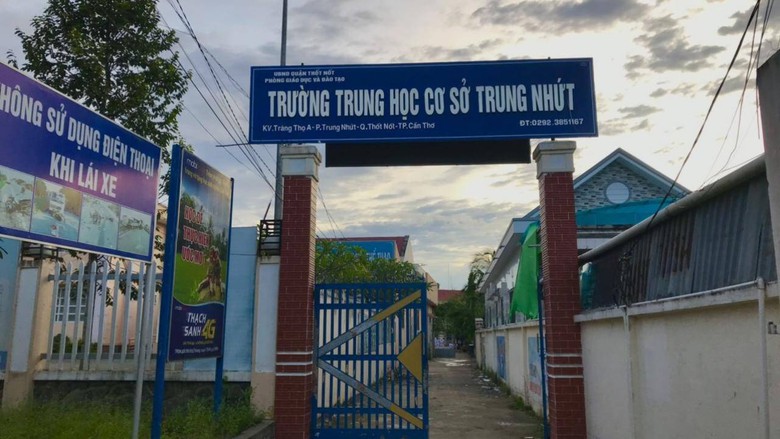 UBND QUẬN THỐT NỐT
PHÒNG GIÁO DỤC VÀ ĐÀO TẠO
TRƯỜNG TRUNG HỌC CƠ SỞ TRUNG NHỨT
KV.Tràng Thọ A-P.Trung Nhứt-Q.Thốt Nốt-TP.Cần Thơ
ĐT:0292.3851167
HÔNG SỬ DỤNG ĐIỆN THOẠI
KHI LÁI XE
THẠCH
SANH 4G